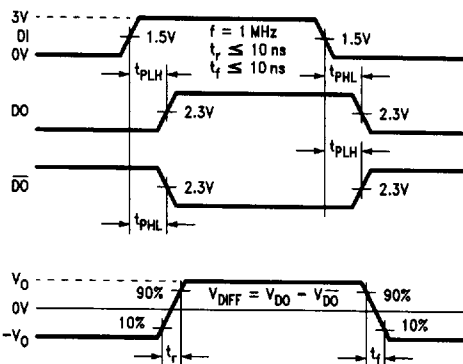 3V
DI
0V
1.5V
f = 1 MHz
tr ≤ 10 ns
tf ≤ 10 ns
1.5V
tPLH
tPHL
DO
2.3V
2.3V
tPLH
D̅O̅
2.3V
2.3V
tPHL
VO
0V
-VO
90%
VDIFF = VDO - VD̅O̅
90%
10%
10%
tr
tf